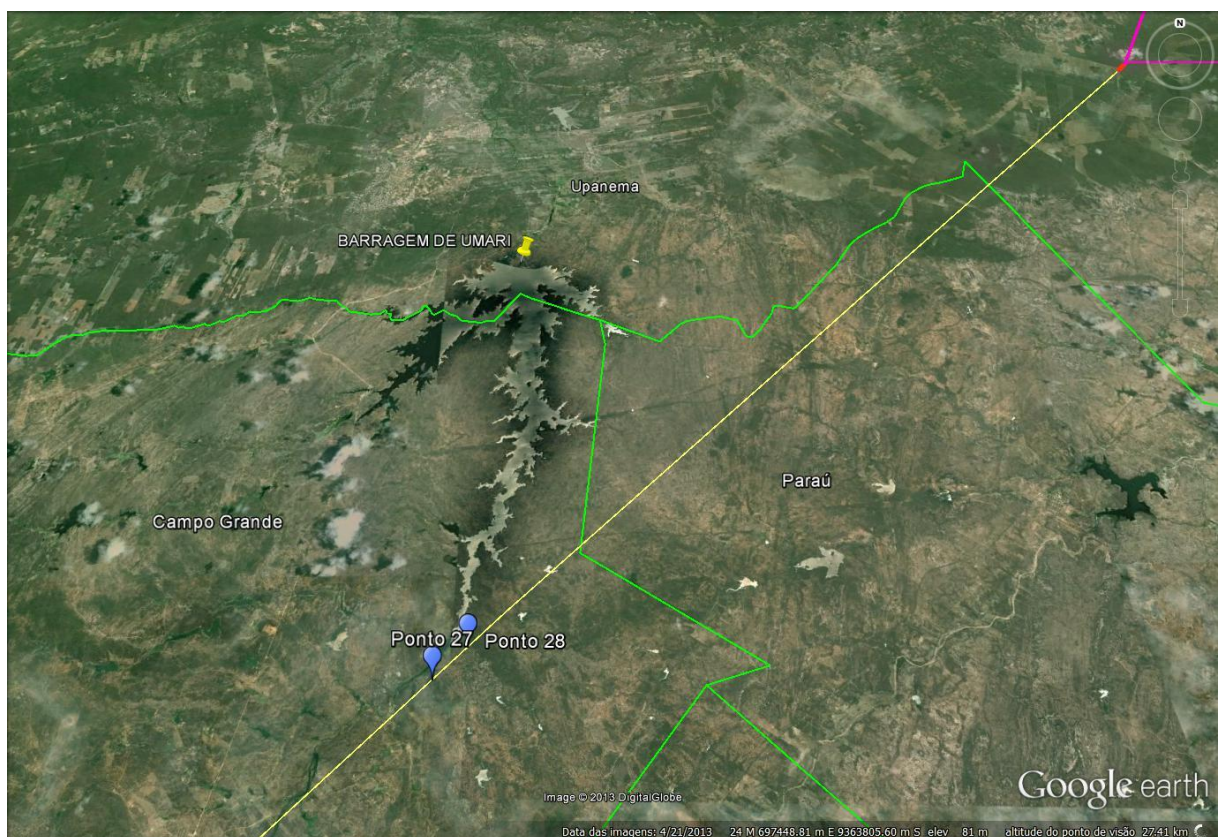 N
Upanema
BARRAGEM DE UMARI
Paraú
Campo Grande
Ponto 27
Ponto 28
Google earth
Image © 2013 DigitalGlobe
Data das imagens: 4/21/2013 24 M 697448.81 m E 9363805.60 m S elev 81 m altitude do ponto de visão 27.41 km